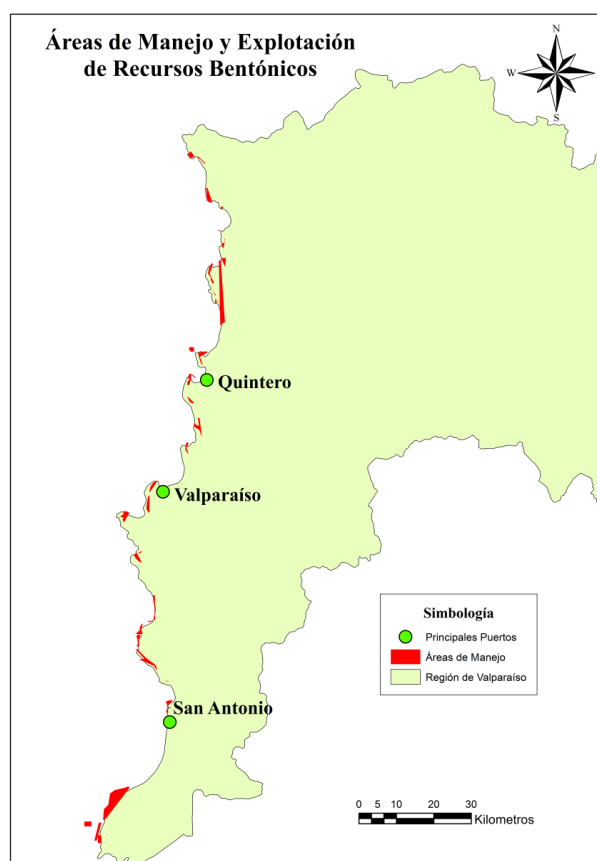 Áreas de Manejo y Explotación
de Recursos Bentónicos
N
W
E
S
Quintero
Valparaíso
San Antonio
Simbología
Principales Puertos
Áreas de Manejo
Región de Valparaíso
0 5 10 20 30
Kilometros